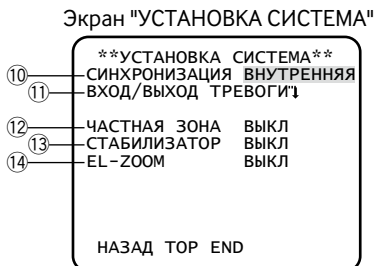 Экран "УСТАНОВКА СИСТЕМА"
**УСТАНОВКА СИСТЕМА**
⑩ СИНХРОНИЗАЦИЯ ВНУТРЕННЯЯ
⑪ ВХОД/ВЫХОД ТРЕВОГИ⮧
⑫ ЧАСТНАЯ ЗОНА ВЫКЛ
⑬ СТАБИЛИЗАТОР ВЫКЛ
⑭ EL-ZOOM ВЫКЛ
НАЗАД TOP END